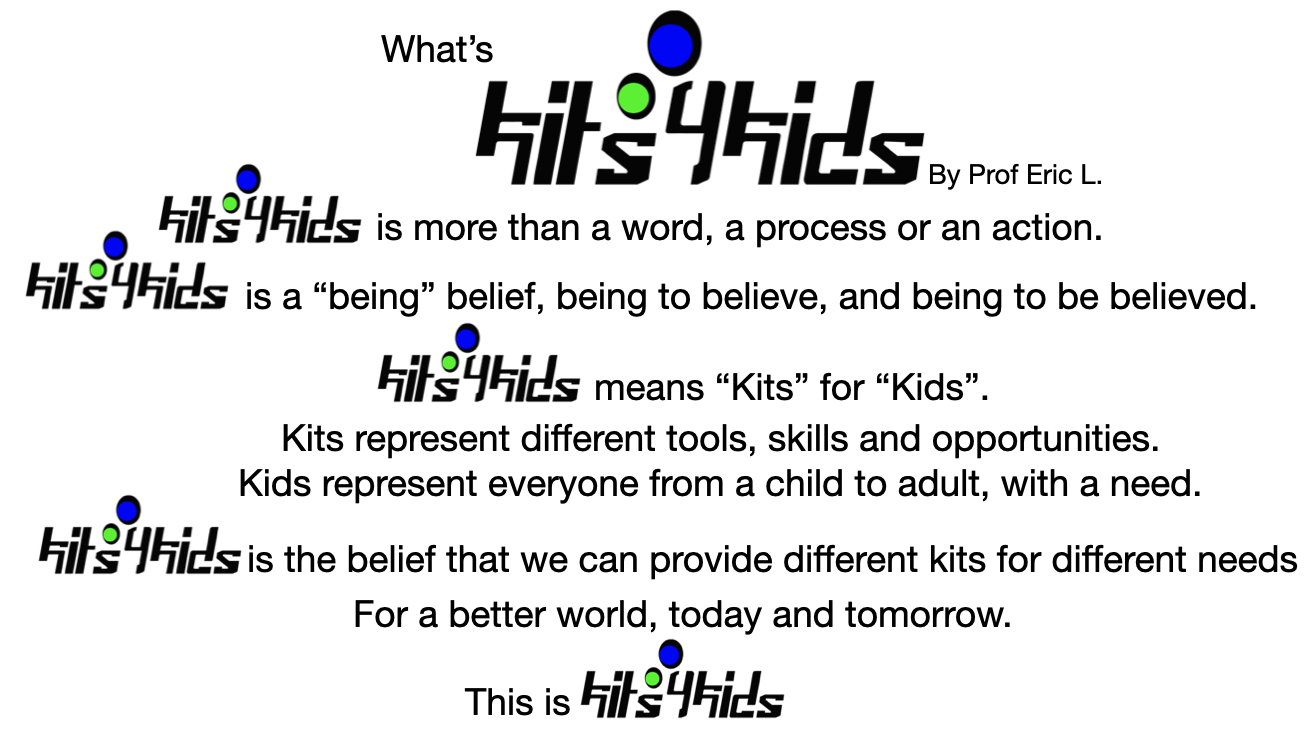 What’s kits4kids By Prof Eric L.
kits4kids is more than a word, a process or an action.
kits4kids is a “being” belief, being to believe, and being to be believed.
kits4kids means “Kits” for “Kids”.
Kits represent different tools, skills and opportunities.
Kids represent everyone from a child to adult, with a need.
kits4kids is the belief that we can provide different kits for different needs
For a better world, today and tomorrow.
This is kits4kids